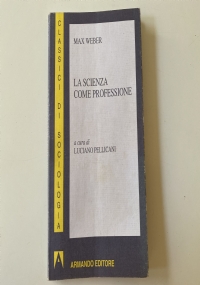 CLASSICI DI SOCIOLOGIA
MAX WEBER
LA SCIENZA
COME PROFESSIONE
a cura di
LUCIANO PELLICANI
ARMANDO EDITORE